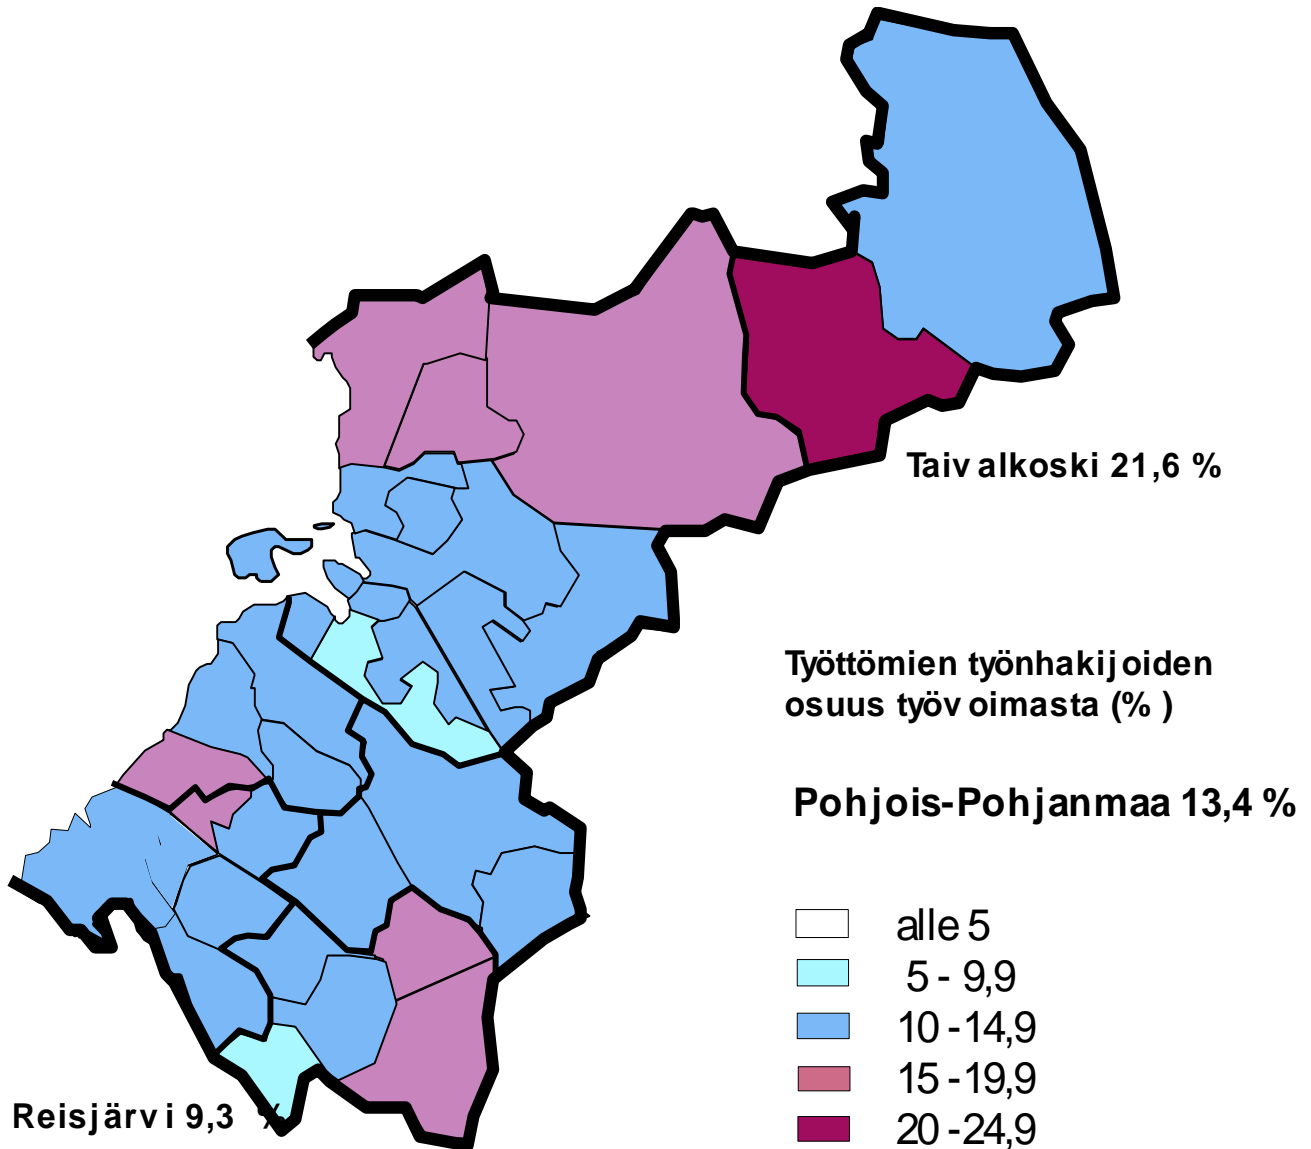 Taivalkoski 21,6 %
Työttömien työnhakijoiden
osuus työvoimasta (% )
Pohjois-Pohjanmaa 13,4 %
alle 5
5 - 9,9
10 -14,9
15 -19,9
20 -24,9
Reisjärvi 9,3 %